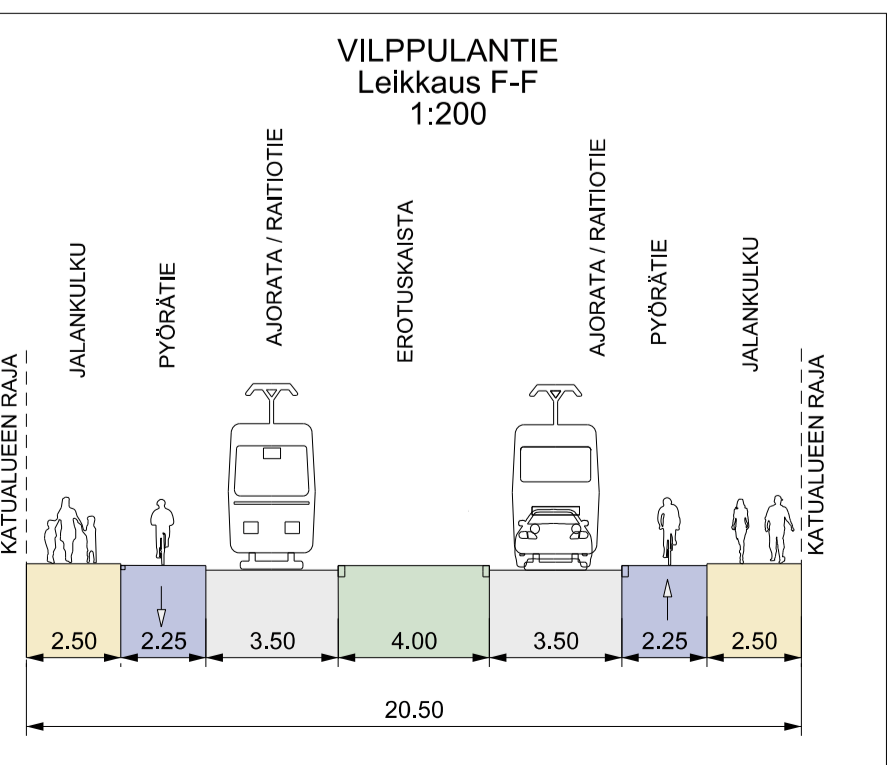 VILPPULANTIE
Leikkaus F-F
1:200
KATUALUEEN RAJA
JALANKULKU
PYÖRÄTIE
AJORATA / RAITIOTIE
EROTUSKAISTA
AJORATA / RAITIOTIE
PYÖRÄTIE
JALANKULKU
KATUALUEEN RAJA
2.50
2.25
3.50
4.00
3.50
2.25
2.50
20.50